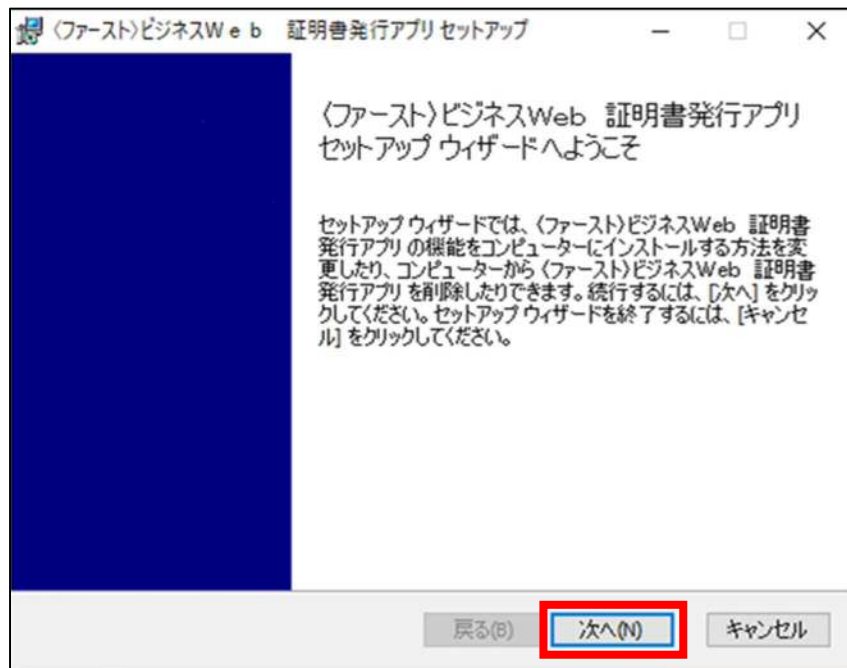 〈ファースト〉ビジネスWeb 証明書発行アプリ セットアップ
〈ファースト〉ビジネスWeb 証明書発行アプリ
セットアップ ウィザードへようこそ
セットアップ ウィザードでは、〈ファースト〉ビジネスWeb 証明書
発行アプリ の機能をコンピューターにインストールする方法を変
更したり、コンピューターから 〈ファースト〉ビジネスWeb 証明書
発行アプリ を削除したりできます。続行するには、[次へ] をクリッ
クしてください。セットアップ ウィザードを終了するには、[キャンセ
ル] をクリックしてください。
戻る(B) 次へ(N) キャンセル